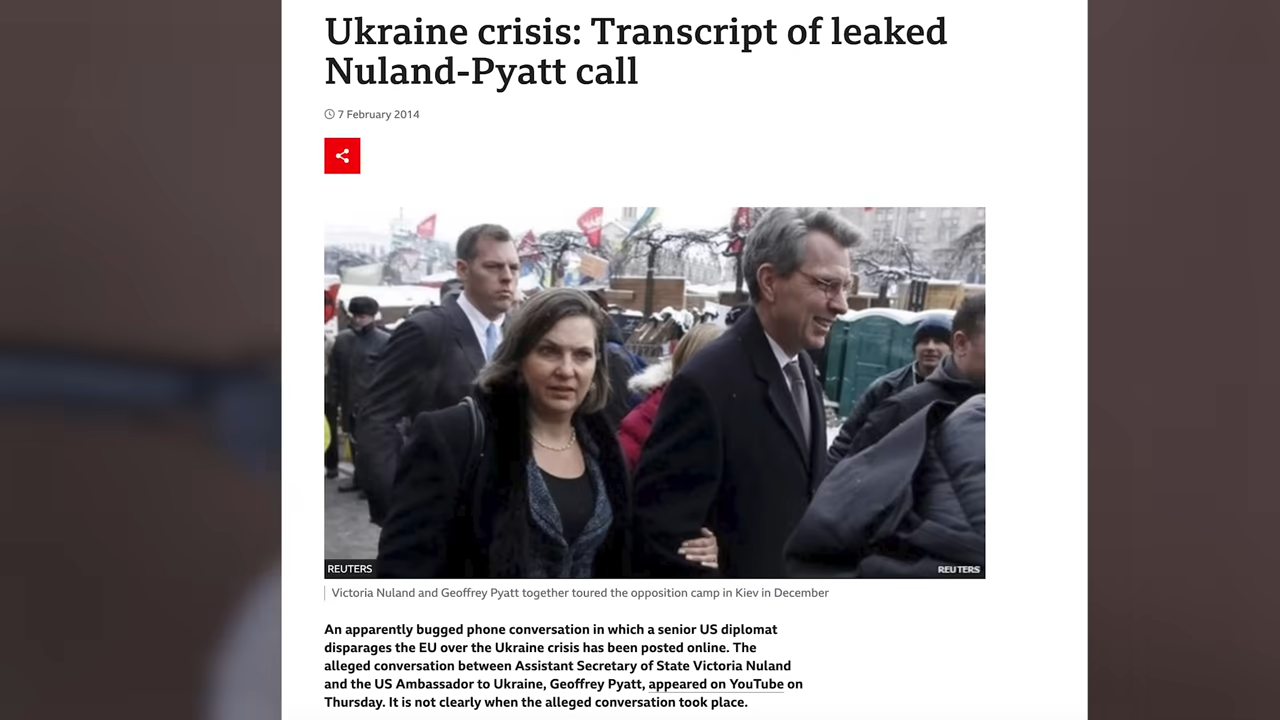 Ukraine crisis: Transcript of leaked
Nuland-Pyatt call
7 February 2014
REUTERS
REUTERS
Victoria Nuland and Geoffrey Pyatt together toured the opposition camp in Kiev in December
An apparently bugged phone conversation in which a senior US diplomat
disparages the EU over the Ukraine crisis has been posted online. The
alleged conversation between Assistant Secretary of State Victoria Nuland
and the US Ambassador to Ukraine, Geoffrey Pyatt, appeared on YouTube on
Thursday. It is not clearly when the alleged conversation took place.